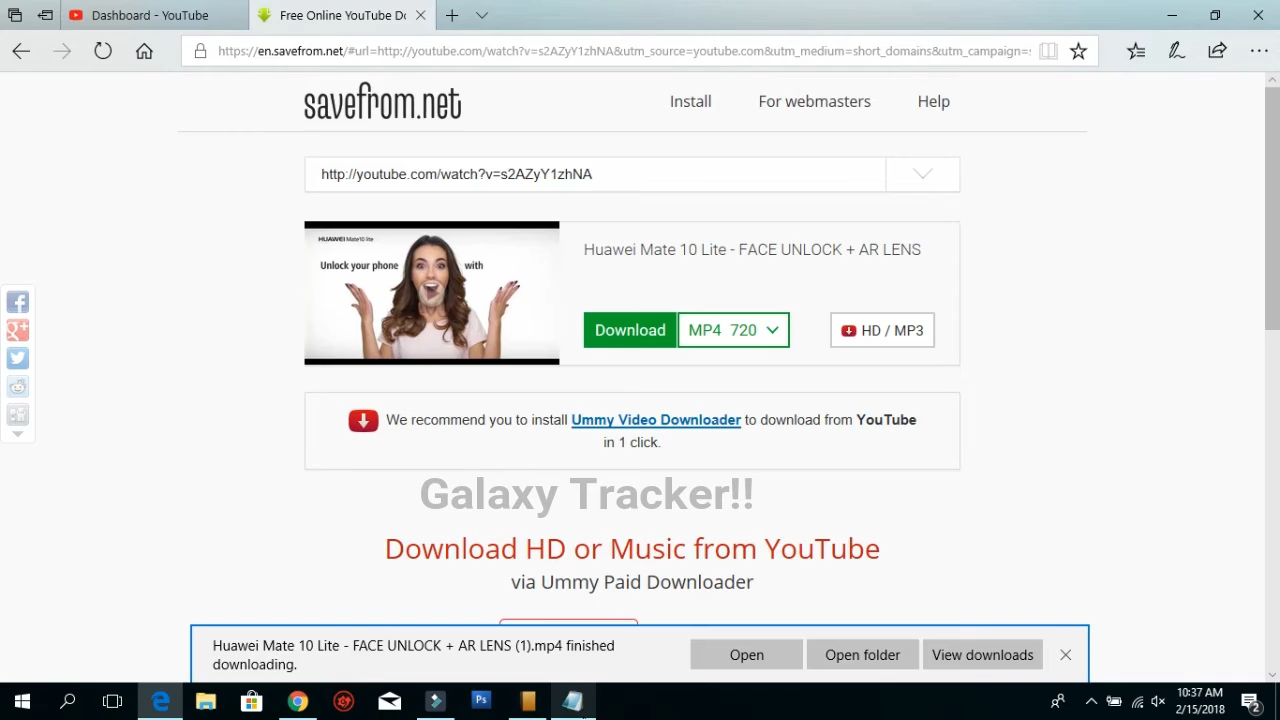 Dashboard - YouTube
Free Online YouTube Do
https://en.savefrom.net/#url=http://youtube.com/watch?v=s2AZyY1zhNA&utm_source=youtube.com&utm_medium=short_domains&utm_campaign=s
savefrom.net
Install
For webmasters
Help
http://youtube.com/watch?v=s2AZyY1zhNA
HUAWEI Mate10 lite
Unlock your phone with
Huawei Mate 10 Lite - FACE UNLOCK + AR LENS
Download
MP4 720
HD / MP3
We recommend you to install Ummy Video Downloader to download from YouTube
in 1 click.
Galaxy Tracker!!
Download HD or Music from YouTube
via Ummy Paid Downloader
Huawei Mate 10 Lite - FACE UNLOCK + AR LENS (1).mp4 finished
downloading.
Open
Open folder
View downloads
Ps
10:37 AM
2/15/2018
2